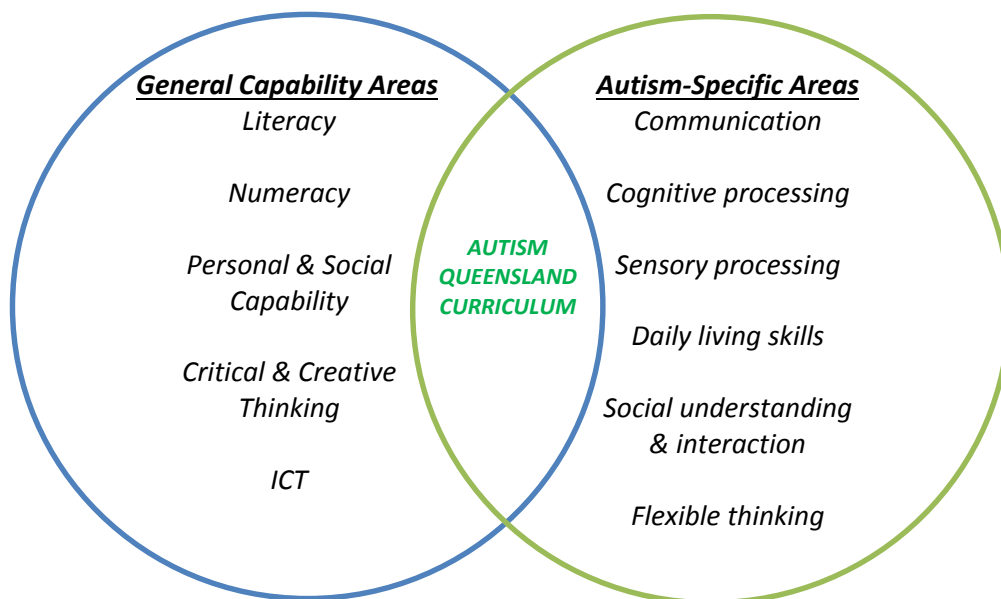 General Capability Areas
Literacy
Numeracy
Personal & Social
Capability
Critical & Creative
Thinking
ICT
AUTISM
QUEENSLAND
CURRICULUM
Autism-Specific Areas
Communication
Cognitive processing
Sensory processing
Daily living skills
Social understanding
& interaction
Flexible thinking